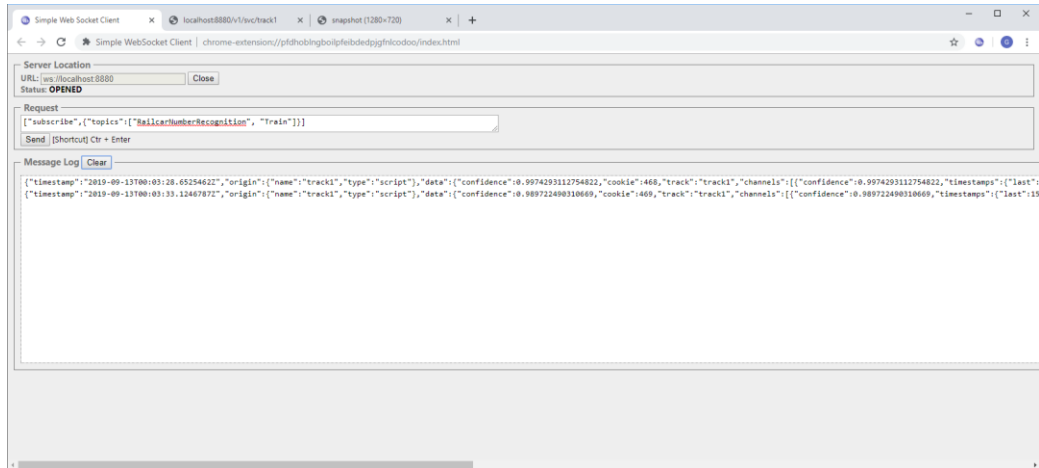 Simple Web Socket Client
localhost:8880/v1/svc/track1
snapshot (1280×720)
Simple WebSocket Client | chrome-extension://pfdhoblngboilpfeibdedpjgfnlcodoo/index.html
Server Location
URL: ws://localhost:8880 Close
Status: OPENED
Request
["subscribe",{"topics":["RailcarNumberRecognition", "Train"]}]
Send [Shortcut] Ctr + Enter
Message Log Clear
{"timestamp":"2019-09-13T00:03:28.6525462Z","origin":{"name":"track1","type":"script"},"data":{"confidence":0.9974293112754822,"cookie":468,"track":"track1","channels":[{"confidence":0.9974293112754822,"timestamps":{"last":
{"timestamp":"2019-09-13T00:03:33.1246787Z","origin":{"name":"track1","type":"script"},"data":{"confidence":0.989722490310669,"cookie":469,"track":"track1","channels":[{"confidence":0.989722490310669,"timestamps":{"last":15